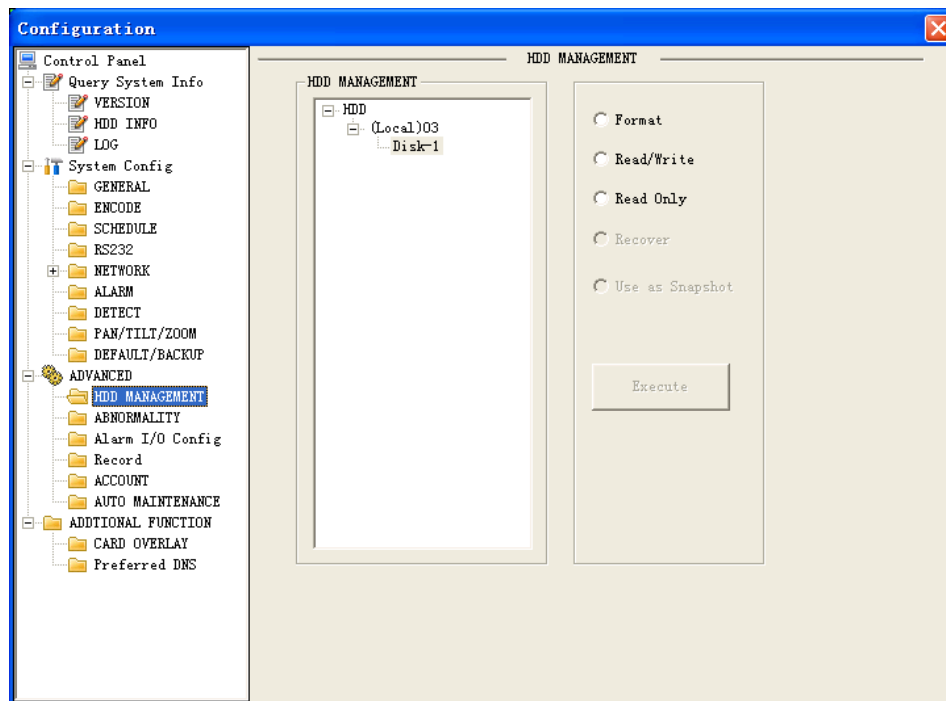 Configuration
Control Panel
Query System Info
VERSION
HDD INFO
LOG
System Config
GENERAL
ENCODE
SCHEDULE
RS232
NETWORK
ALARM
DETECT
PAN/TILT/ZOOM
DEFAULT/BACKUP
ADVANCED
HDD MANAGEMENT
ABNORMALITY
Alarm I/O Config
Record
ACCOUNT
AUTO MAINTENANCE
ADDTIONAL FUNCTION
CARD OVERLAY
Preferred DNS
HDD MANAGEMENT
HDD MANAGEMENT
HDD
(Local)03
Disk-1
Format
Read/Write
Read Only
Recover
Use as Snapshot
Execute